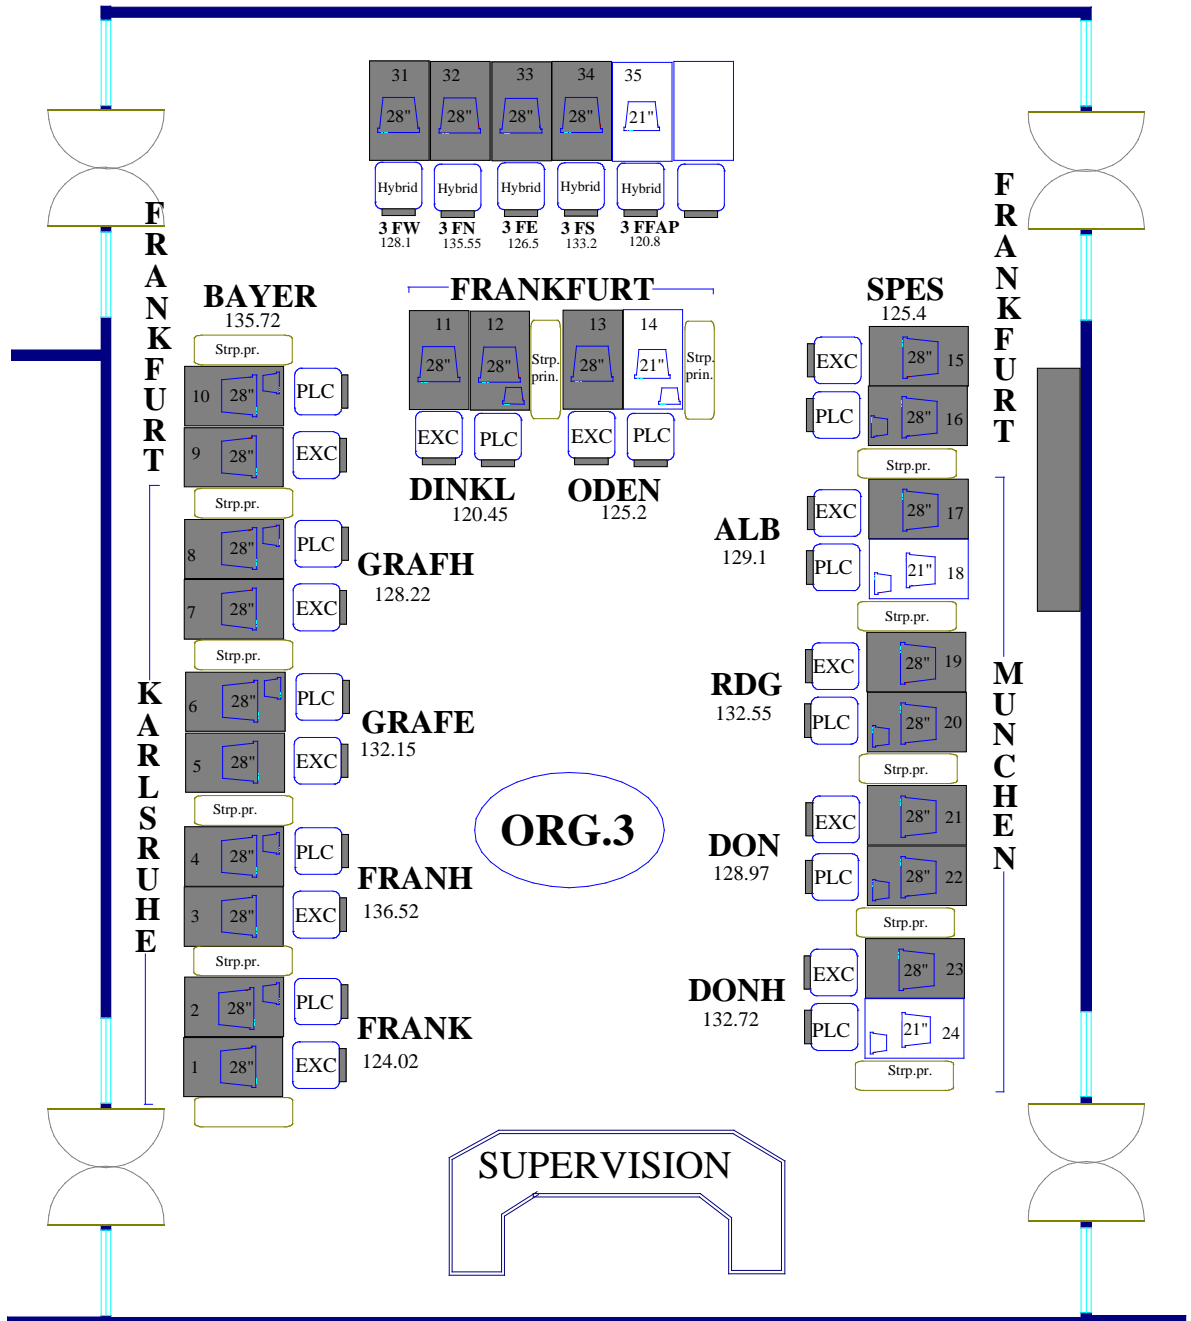 31 32 33 34 35
28" 28" 28" 28" 21"
Hybrid Hybrid Hybrid Hybrid Hybrid
3 FW 3 FN 3 FE 3 FS 3 FFAP
128.1 135.55 126.5 133.2 120.8
FRANKFURT
11 12 13 14
28" 28" Strp. prin. 28" 21" Strp. prin.
EXC PLC EXC PLC
DINKL ODEN
120.45 125.2
FRANKFURT
BAYER
135.72
Strp.pr.
10 28" PLC
9 28" EXC
Strp.pr.
KARLSRUHE
8 28" PLC
GRAFH
128.22
7 28" EXC
Strp.pr.
6 28" PLC
GRAFE
132.15
5 28" EXC
Strp.pr.
4 28" PLC
FRANH
136.52
3 28" EXC
Strp.pr.
2 28" PLC
FRANK
124.02
1 28" EXC
FRANKFURT
SPES
125.4
EXC 28" 15
PLC 28" 16
Strp.pr.
MUNCHEN
ALB
129.1
EXC 28" 17
PLC 21" 18
Strp.pr.
RDG
132.55
EXC 28" 19
PLC 28" 20
Strp.pr.
DON
128.97
EXC 28" 21
PLC 28" 22
Strp.pr.
DONH
132.72
EXC 28" 23
PLC 21" 24
Strp.pr.
ORG.3
SUPERVISION